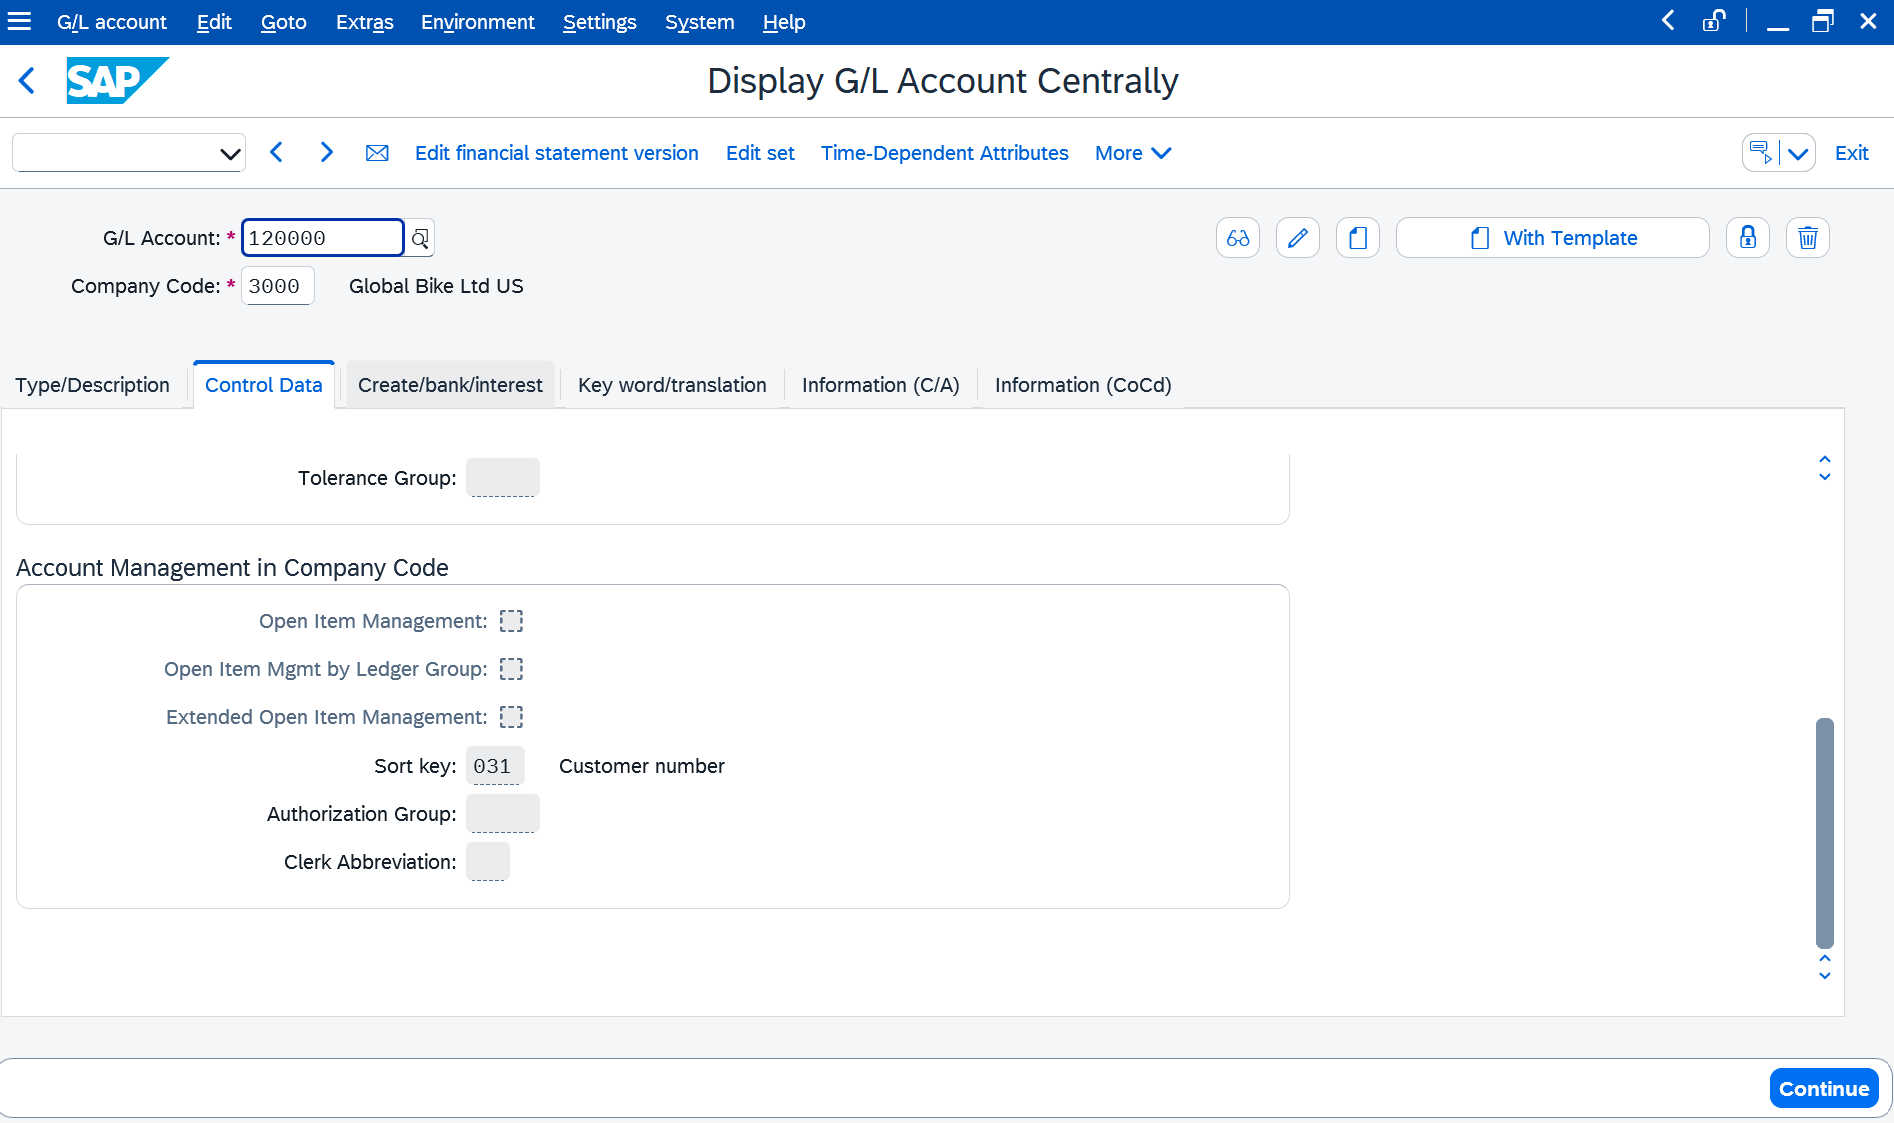 G/L account Edit Goto Extras Environment Settings System Help
SAP Display G/L Account Centrally
Edit financial statement version Edit set Time-Dependent Attributes More Exit
G/L Account: * 120000 With Template
Company Code: * 3000 Global Bike Ltd US
Type/Description Control Data Create/bank/interest Key word/translation Information (C/A) Information (CoCd)
Tolerance Group:
Account Management in Company Code
Open Item Management:
Open Item Mgmt by Ledger Group:
Extended Open Item Management:
Sort key: 031 Customer number
Authorization Group:
Clerk Abbreviation:
Continue